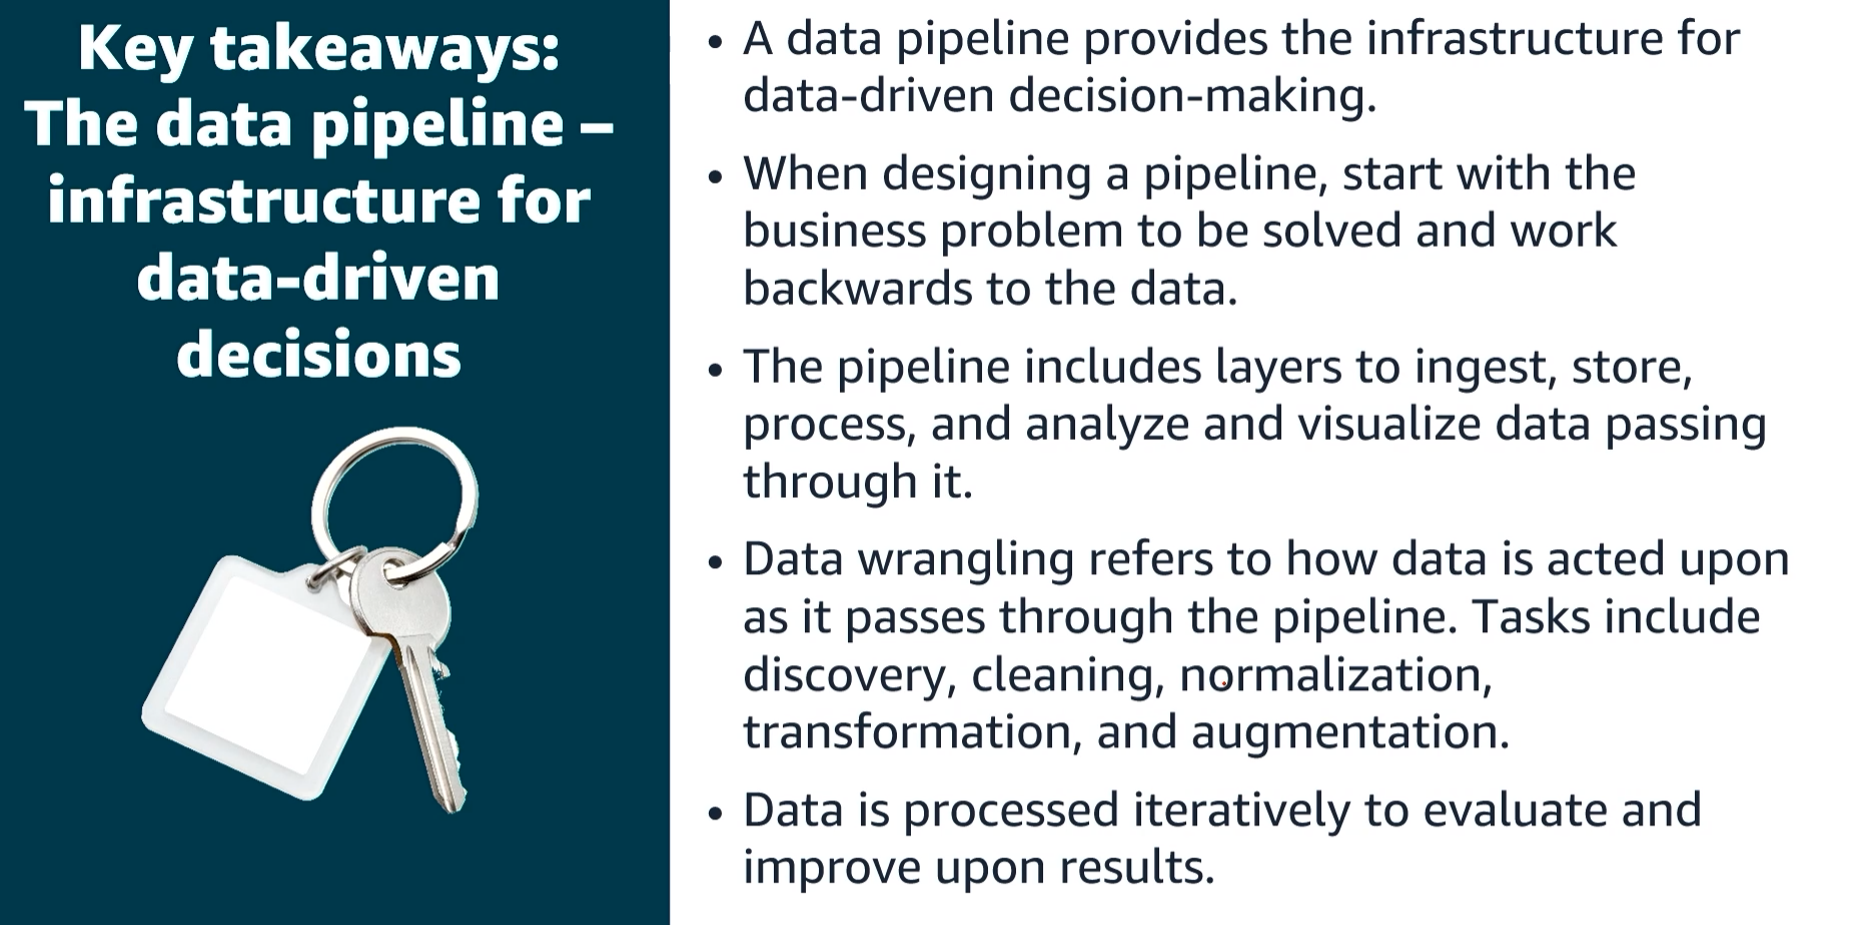 Key takeaways:
The data pipeline –
infrastructure for
data-driven
decisions
• A data pipeline provides the infrastructure for
data-driven decision-making.
• When designing a pipeline, start with the
business problem to be solved and work
backwards to the data.
• The pipeline includes layers to ingest, store,
process, and analyze and visualize data passing
through it.
• Data wrangling refers to how data is acted upon
as it passes through the pipeline. Tasks include
discovery, cleaning, normalization,
transformation, and augmentation.
• Data is processed iteratively to evaluate and
improve upon results.